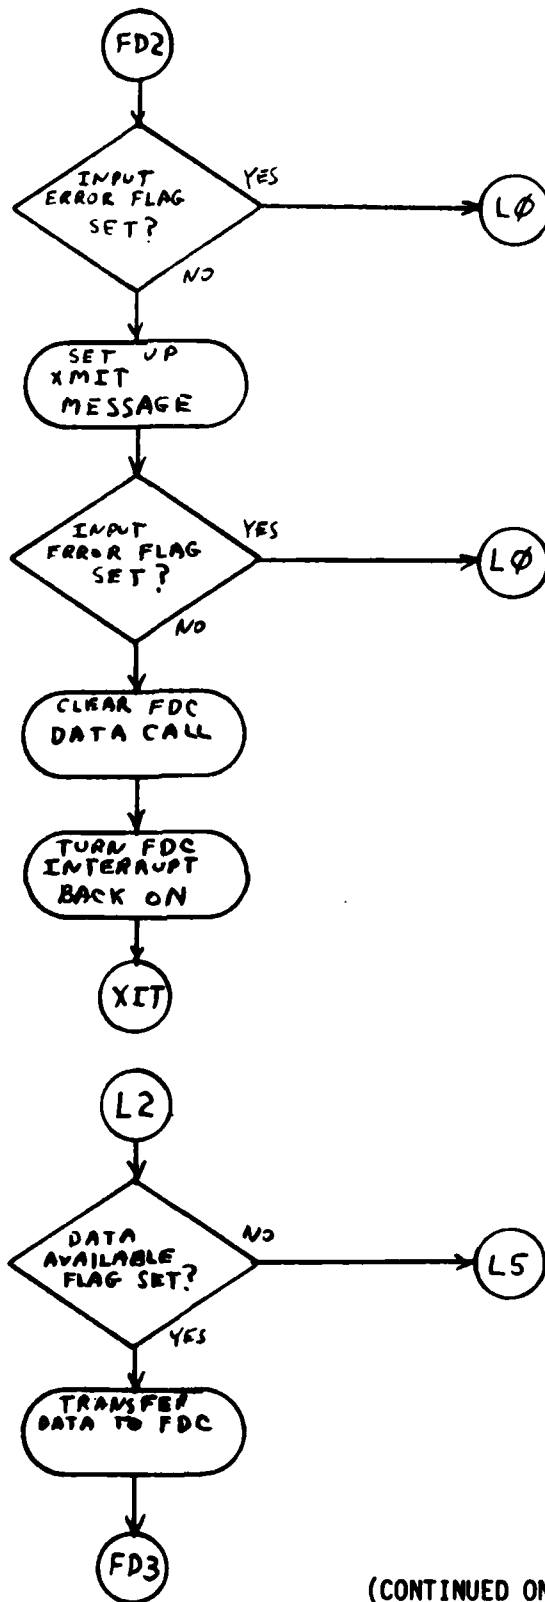 FD2
INPUT
ERROR FLAG
SET?
YES
LØ
NO
SET UP
XMIT
MESSAGE
INPUT
ERROR FLAG
SET?
YES
LØ
NO
CLEAR FDC
DATA CALL
TURN FDC
INTERRUPT
BACK ON
XIT
L2
DATA
AVAILABLE
FLAG SET?
NO
L5
YES
TRANSFER
DATA TO FDC
FD3
(CONTINUED ON